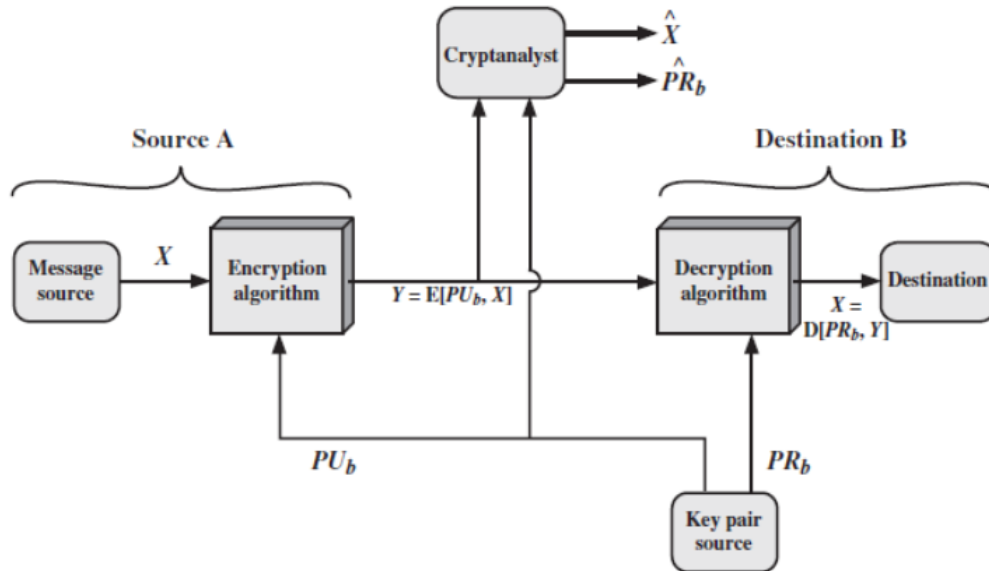 Cryptanalyst
X̂
P̂R_b
Source A
Destination B
Message
source
X
Encryption
algorithm
Y = E[PU_b, X]
Decryption
algorithm
X =
D[PR_b, Y]
Destination
PU_b
PR_b
Key pair
source